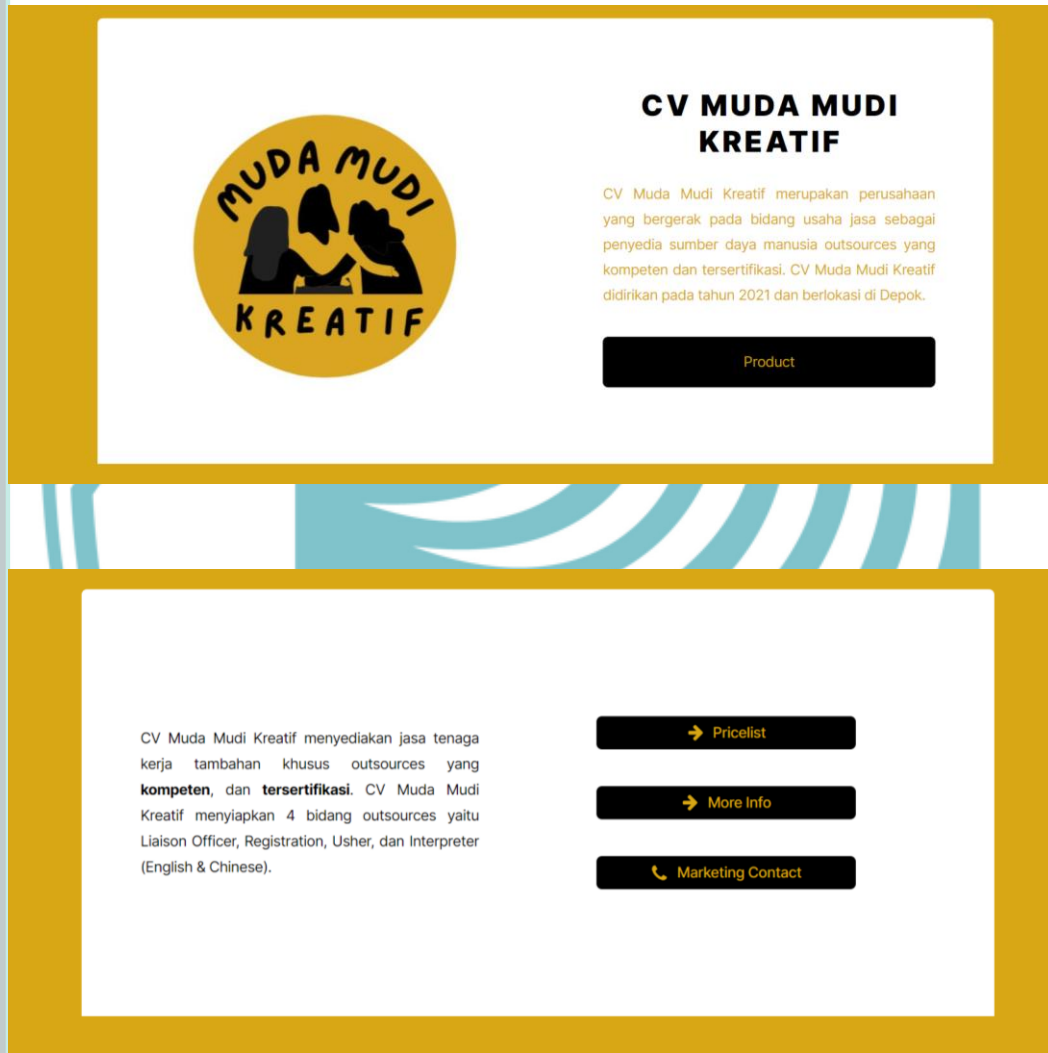 MUDA MUDI
KREATIF
CV MUDA MUDI
KREATIF
CV Muda Mudi Kreatif merupakan perusahaan
yang bergerak pada bidang usaha jasa sebagai
penyedia sumber daya manusia outsources yang
kompeten dan tersertifikasi. CV Muda Mudi Kreatif
didirikan pada tahun 2021 dan berlokasi di Depok.
Product
CV Muda Mudi Kreatif menyediakan jasa tenaga
kerja tambahan khusus outsources yang
kompeten, dan tersertifikasi. CV Muda Mudi
Kreatif menyiapkan 4 bidang outsources yaitu
Liaison Officer, Registration, Usher, dan Interpreter
(English & Chinese).
Pricelist
More Info
Marketing Contact